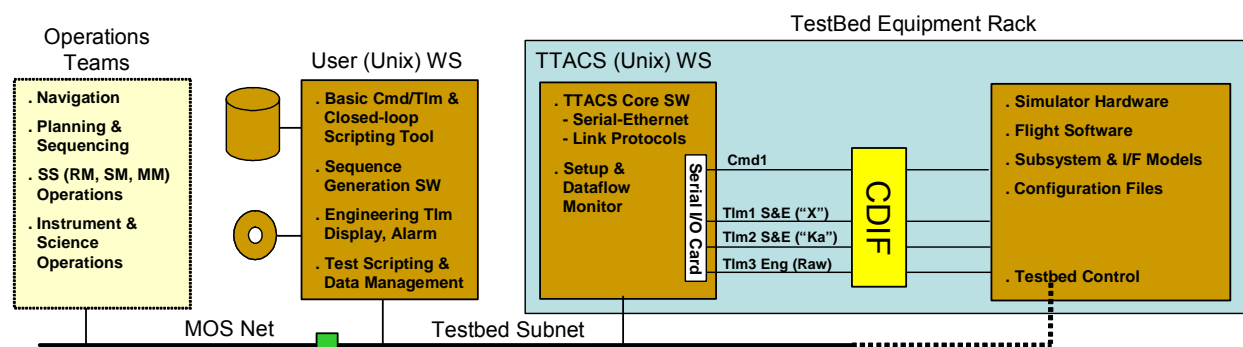 TestBed Equipment Rack
Operations
Teams
. Navigation
. Planning &
Sequencing
. SS (RM, SM, MM)
Operations
. Instrument &
Science
Operations
User (Unix) WS
. Basic Cmd/Tlm &
Closed-loop
Scripting Tool
. Sequence
Generation SW
. Engineering Tlm
Display, Alarm
. Test Scripting &
Data Management
TTACS (Unix) WS
. TTACS Core SW
- Serial-Ethernet
- Link Protocols
. Setup &
Dataflow
Monitor
Serial I/O Card
Cmd1
Tlm1 S&E (“X”)
Tlm2 S&E (“Ka”)
Tlm3 Eng (Raw)
CDIF
. Simulator Hardware
. Flight Software
. Subsystem & I/F Models
. Configuration Files
. Testbed Control
MOS Net
Testbed Subnet